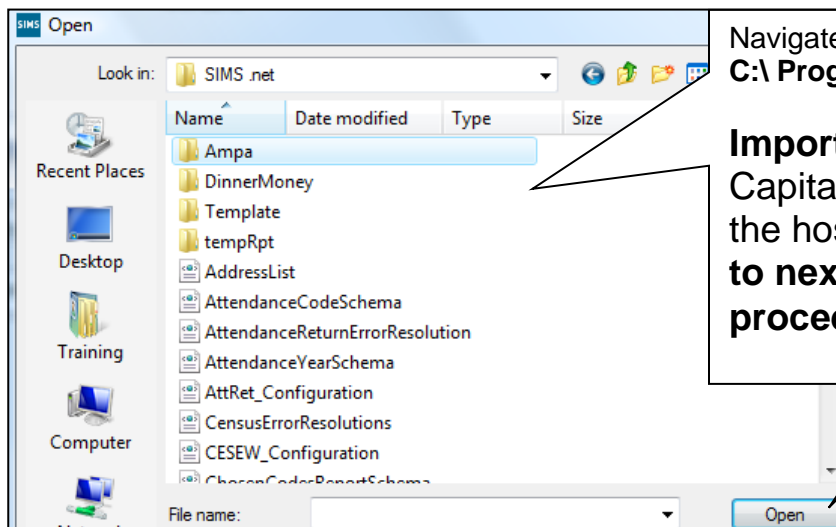 SIMS Open
Look in: SIMS .net
Name Date modified Type Size
Ampa
DinnerMoney
Template
tempRpt
AddressList
AttendanceCodeSchema
AttendanceReturnErrorResolution
AttendanceYearSchema
AttRet_Configuration
CensusErrorResolutions
CESEW_Configuration
ChosenCodesReportSchema
Recent Places
Desktop
Training
Computer
File name:
Open
Navigate
C:\ Prog
Import
Capita
the hos
to nex
procee